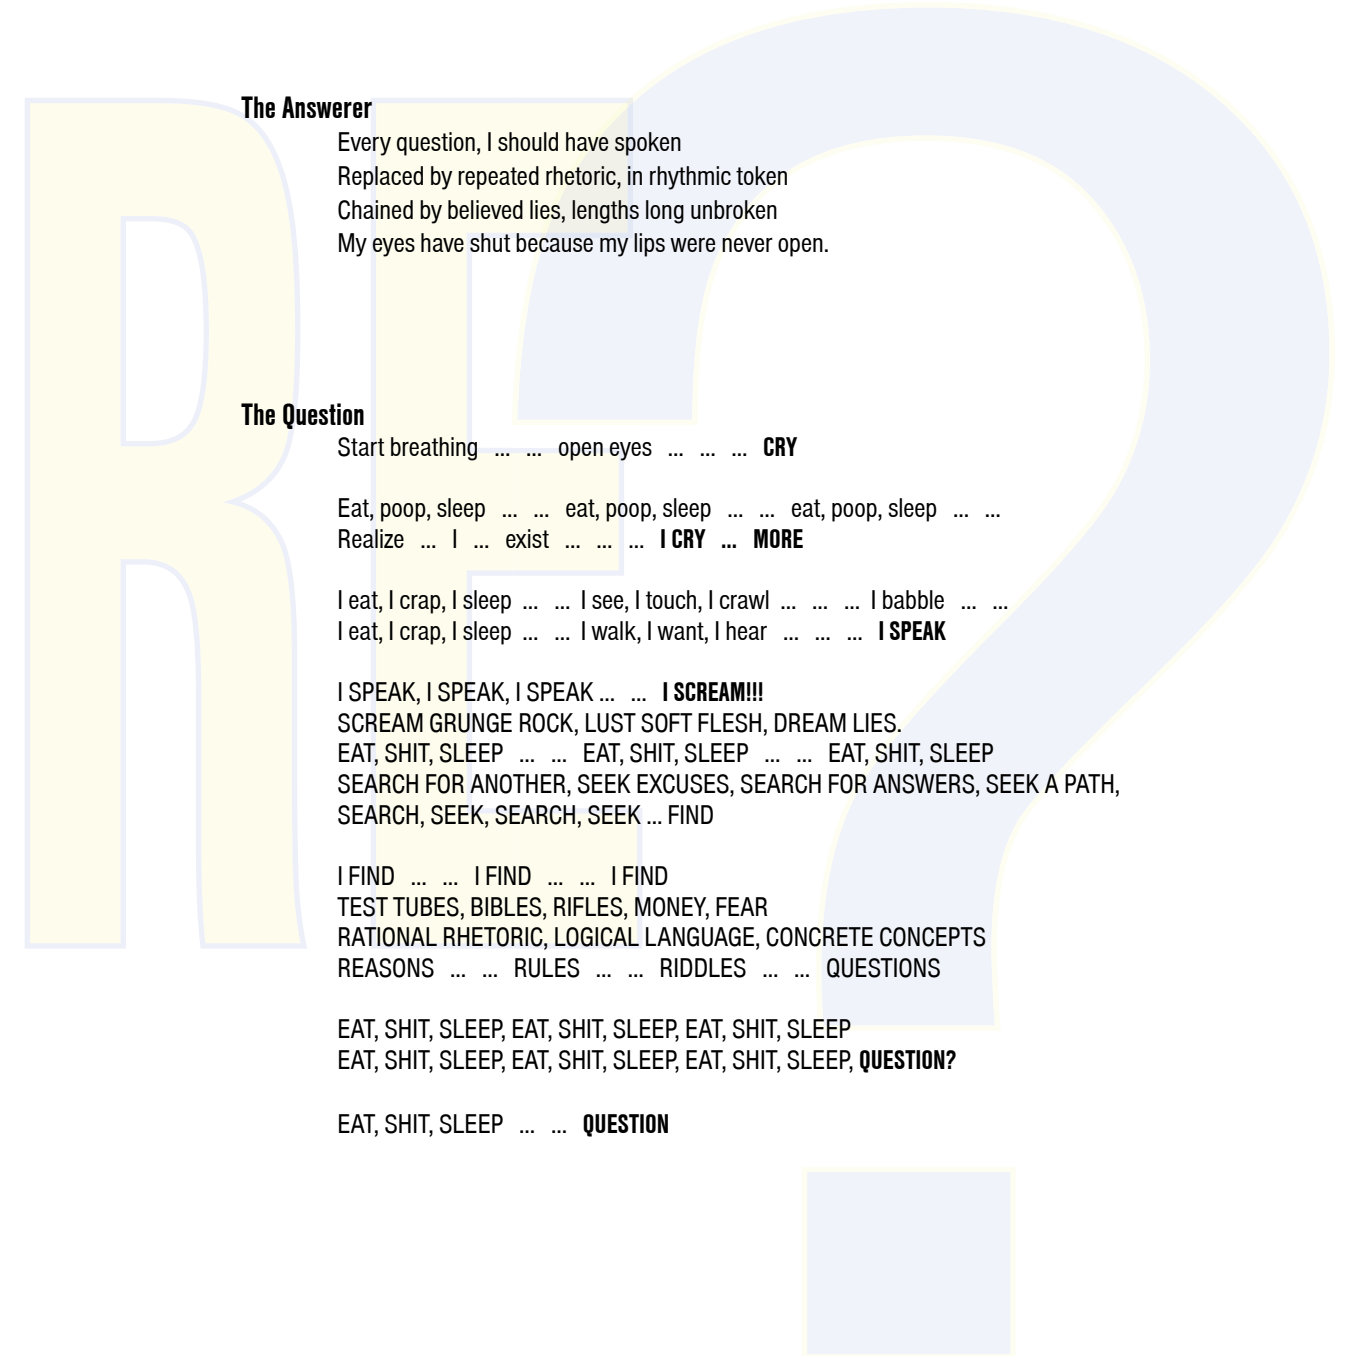 RE?
The Answerer
Every question, I should have spoken
Replaced by repeated rhetoric, in rhythmic token
Chained by believed lies, lengths long unbroken
My eyes have shut because my lips were never open.
The Question
Start breathing ... ... open eyes ... ... ... CRY
Eat, poop, sleep ... ... eat, poop, sleep ... ... eat, poop, sleep ... ...
Realize ... I ... exist ... ... ... I CRY ... MORE
I eat, I crap, I sleep ... ... I see, I touch, I crawl ... ... ... I babble ... ...
I eat, I crap, I sleep ... ... I walk, I want, I hear ... ... ... I SPEAK
I SPEAK, I SPEAK, I SPEAK ... ... I SCREAM!!!
SCREAM GRUNGE ROCK, LUST SOFT FLESH, DREAM LIES.
EAT, SHIT, SLEEP ... ... EAT, SHIT, SLEEP ... ... EAT, SHIT, SLEEP
SEARCH FOR ANOTHER, SEEK EXCUSES, SEARCH FOR ANSWERS, SEEK A PATH,
SEARCH, SEEK, SEARCH, SEEK ... FIND
I FIND ... ... I FIND ... ... I FIND
TEST TUBES, BIBLES, RIFLES, MONEY, FEAR
RATIONAL RHETORIC, LOGICAL LANGUAGE, CONCRETE CONCEPTS
REASONS ... ... RULES ... ... RIDDLES ... ... QUESTIONS
EAT, SHIT, SLEEP, EAT, SHIT, SLEEP, EAT, SHIT, SLEEP
EAT, SHIT, SLEEP, EAT, SHIT, SLEEP, EAT, SHIT, SLEEP, QUESTION?
EAT, SHIT, SLEEP ... ... QUESTION